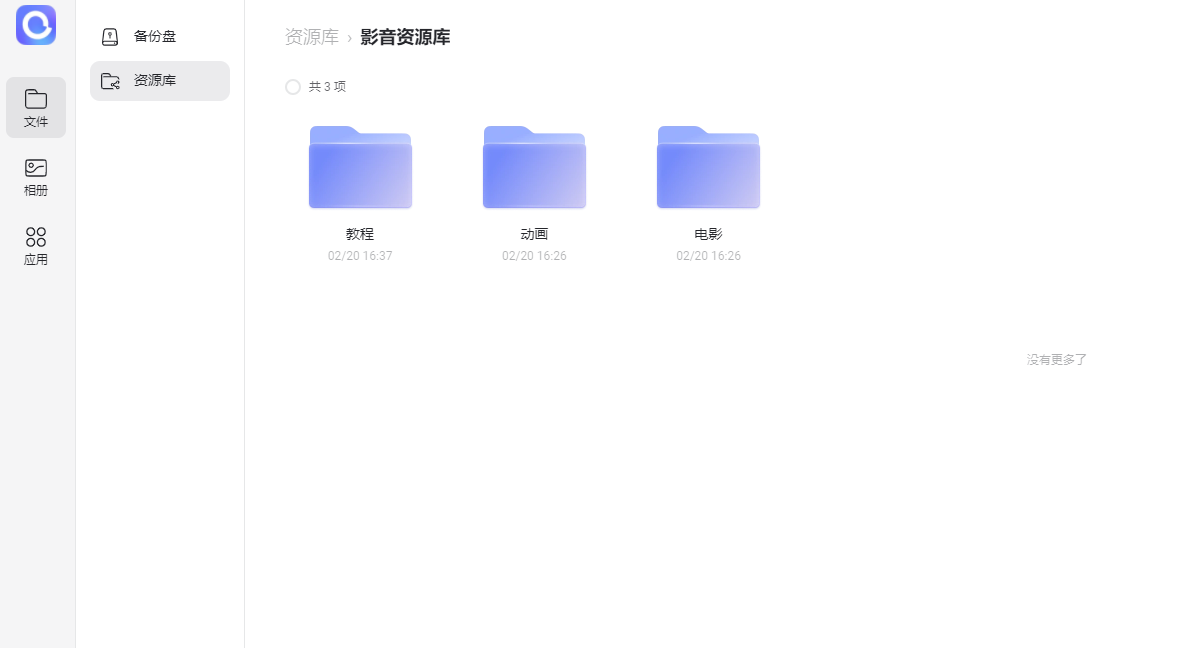 文件
相册
应用
备份盘
资源库
资源库 › 影音资源库
共 3 项
教程
02/20 16:37
动画
02/20 16:26
电影
02/20 16:26
没有更多了